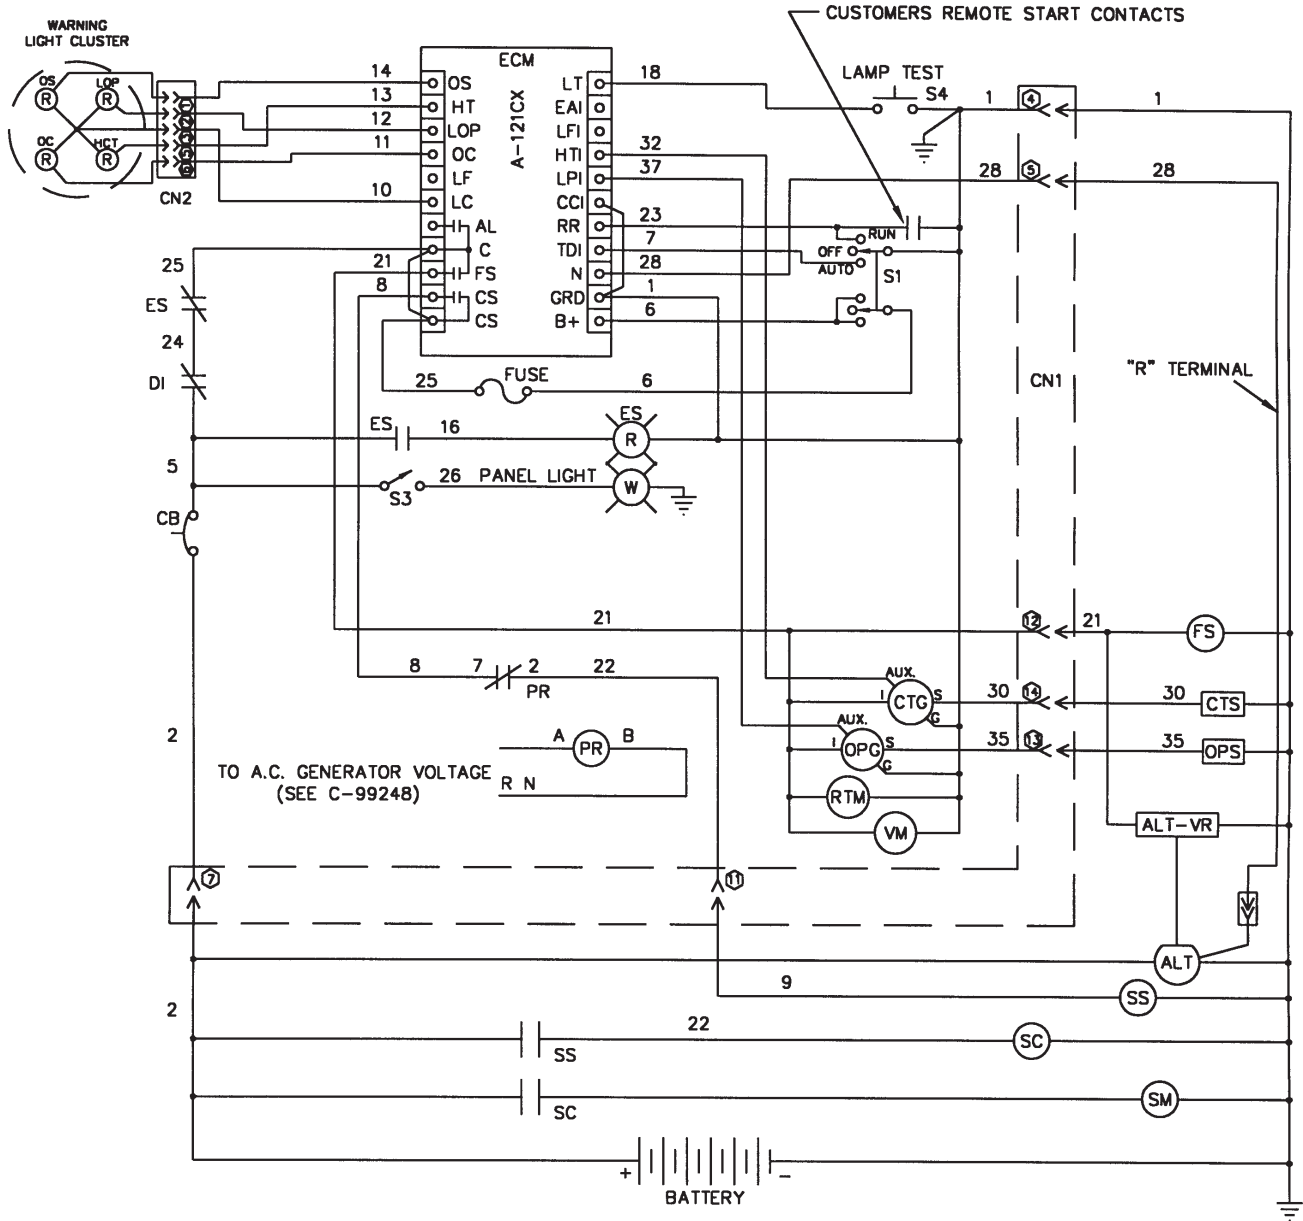 CUSTOMERS REMOTE START CONTACTS
WARNING
LIGHT CLUSTER
OS
R
LOP
R
OC
R
HCT
R
CN2
14
13
12
11
10
ECM
A-121CX
OS
HT
LOP
OC
LF
LC
AL
C
FS
CS
CS
LT
EAI
LFI
HTI
LPI
CCI
RR
TDI
N
GRD
B+
18
32
37
23
7
28
1
6
LAMP TEST
S4
1
4
1
28
5
28
RUN
OFF
AUTO
S1
25
21
8
ES
24
DI
25
FUSE
6
CN1
"R" TERMINAL
ES
16
ES
R
5
S3
26 PANEL LIGHT
W
CB
21
12
21
FS
8
7
2
22
PR
AUX.
I
CTG
S
G
30
14
30
CTS
2
A
PR
B
AUX.
I
OPG
S
G
35
13
35
OPS
TO A.C. GENERATOR VOLTAGE
(SEE C-99248)
R N
RTM
VM
ALT-VR
7
11
ALT
9
SS
2
22
SS
SC
SC
SM
+
-
BATTERY